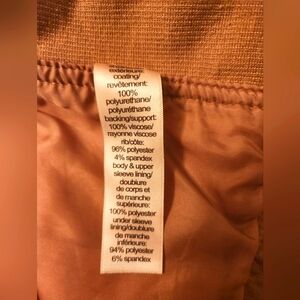 extérieure:
coating/
revêtement:
100%
polyurethane/
polyuréthane
backing/support:
100% viscose/
rayonne viscose
rib/côte:
96% polyester
4% spandex
body & upper
sleeve lining/
doublure
de corps et
de manche
supérieure:
100% polyester
under sleeve
lining/doublure
de manche
inférieure:
94% polyester
6% spandex